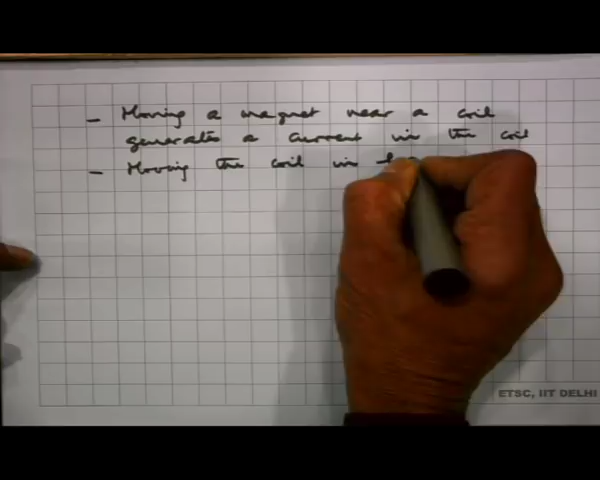 - Moving a magnet near a coil
generates a current in the coil
- Moving the coil in
ETSC, IIT DELHI